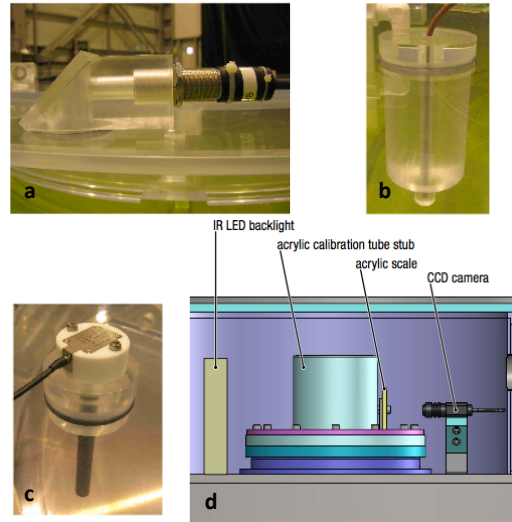 a
b
IR LED backlight
acrylic calibration tube stub
acrylic scale
CCD camera
c
d